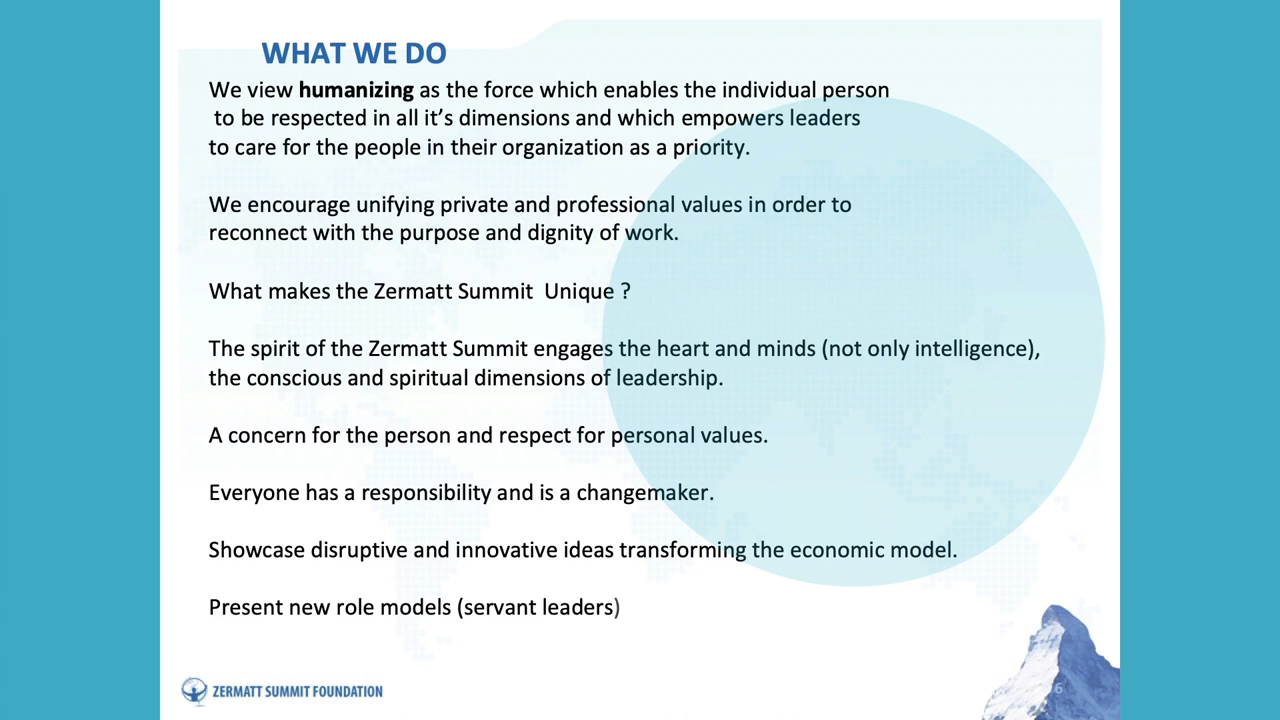 WHAT WE DO
We view humanizing as the force which enables the individual person
to be respected in all it’s dimensions and which empowers leaders
to care for the people in their organization as a priority.
We encourage unifying private and professional values in order to
reconnect with the purpose and dignity of work.
What makes the Zermatt Summit  Unique ?
The spirit of the Zermatt Summit engages the heart and minds (not only intelligence),
the conscious and spiritual dimensions of leadership.
A concern for the person and respect for personal values.
Everyone has a responsibility and is a changemaker.
Showcase disruptive and innovative ideas transforming the economic model.
Present new role models (servant leaders)
ZERMATT SUMMIT FOUNDATION